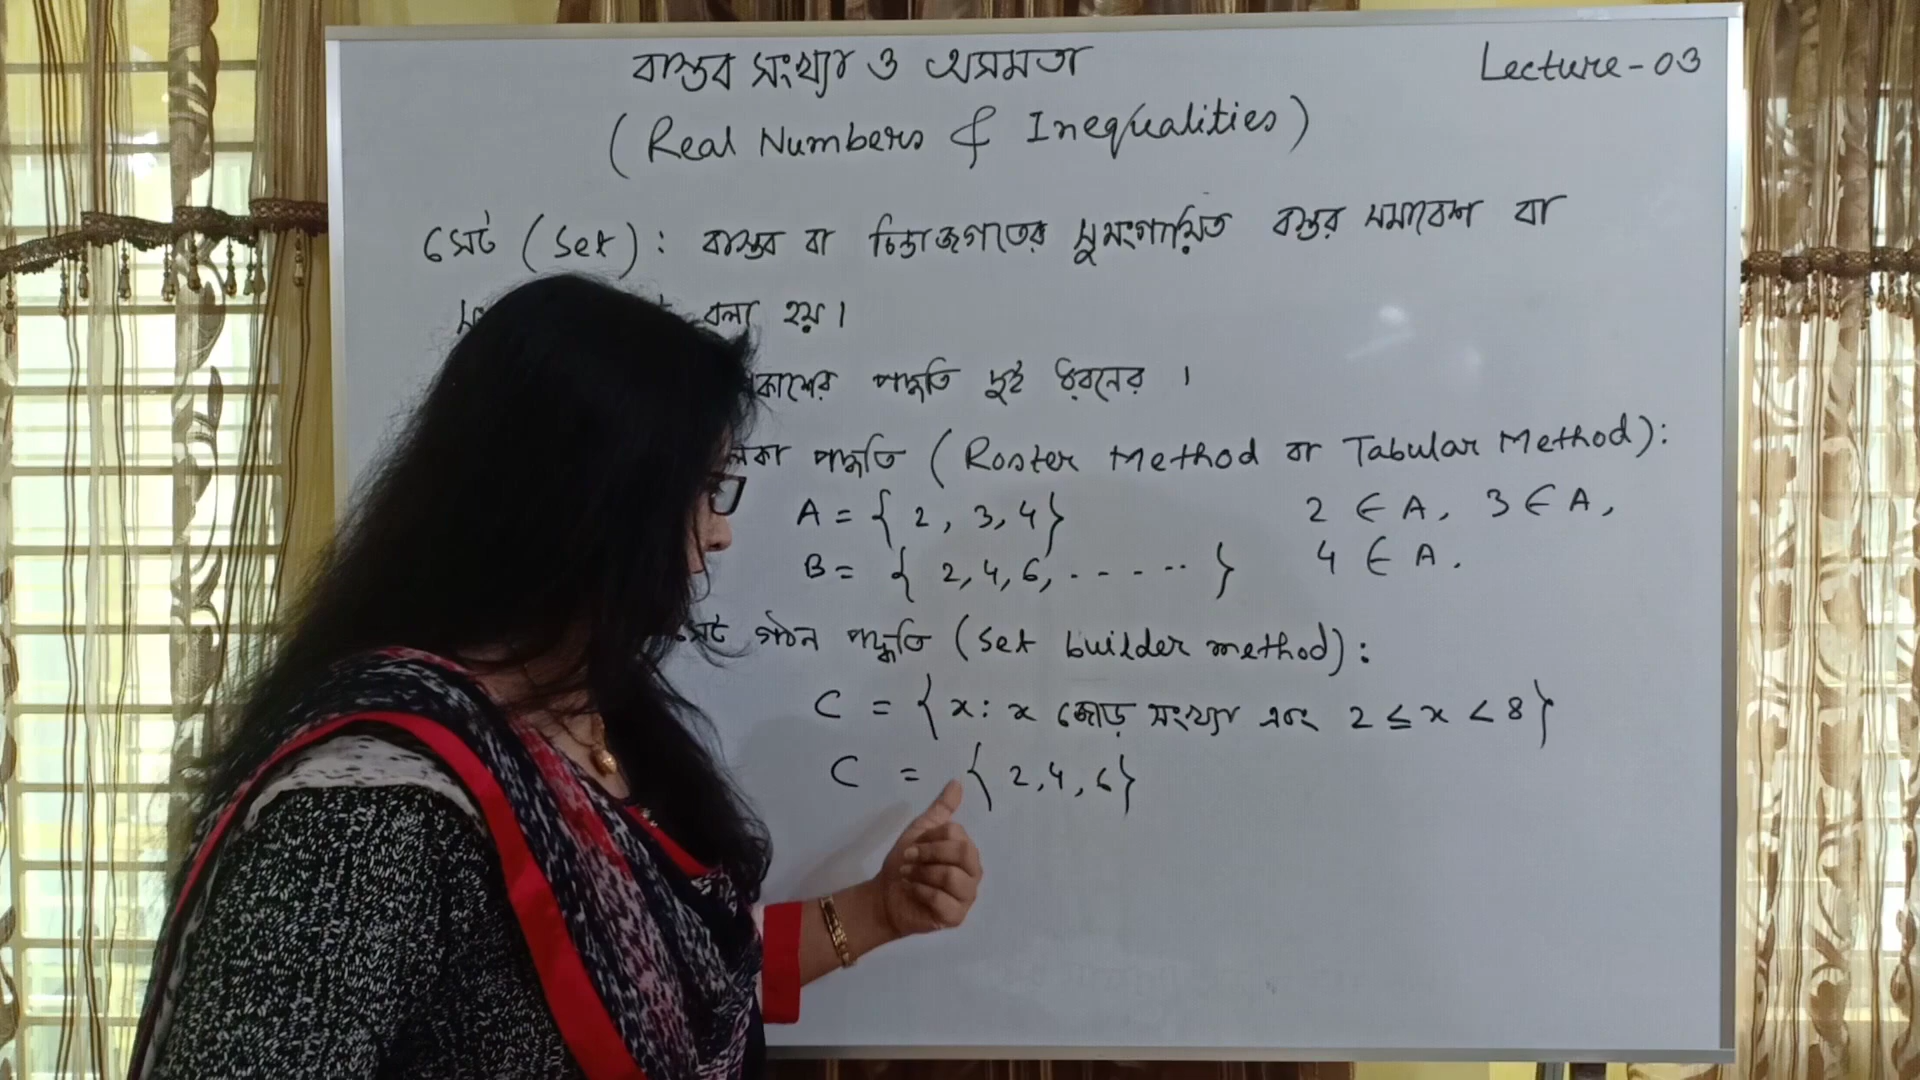 বাস্তব সংখ্যা ও অসমতা
Lecture-03
(Real Numbers & Inequalities)
সেট (Set): বাস্তব বা চিন্তাজগতের সুসংগায়িত বস্তুর সমাবেশ বা
বলা হয়।
পদ্ধতি দুই ধরনের।
পদ্ধতি (Roster Method or Tabular Method):
A = { 2, 3, 4}
2 ∈ A, 3 ∈ A,
B = { 2, 4, 6, ...... }
4 ∈ A.
সেট গঠন পদ্ধতি (Set builder method):
C = {x: x জোড় সংখ্যা এবং 2 ≤ x < 8}
C = { 2,4,6}